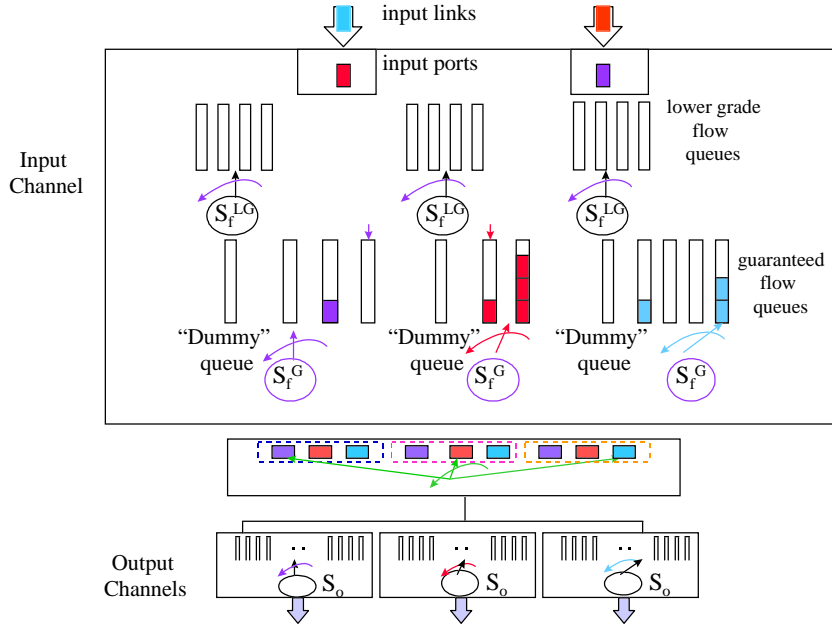 input links
input ports
lower grade
flow
queues
Input
Channel
S_f^LG
S_f^LG
S_f^LG
guaranteed
flow
queues
“Dummy”
queue
“Dummy”
queue
“Dummy”
queue
S_f^G
S_f^G
S_f^G
Output
Channels
. .
. .
. .
S_o
S_o
S_o